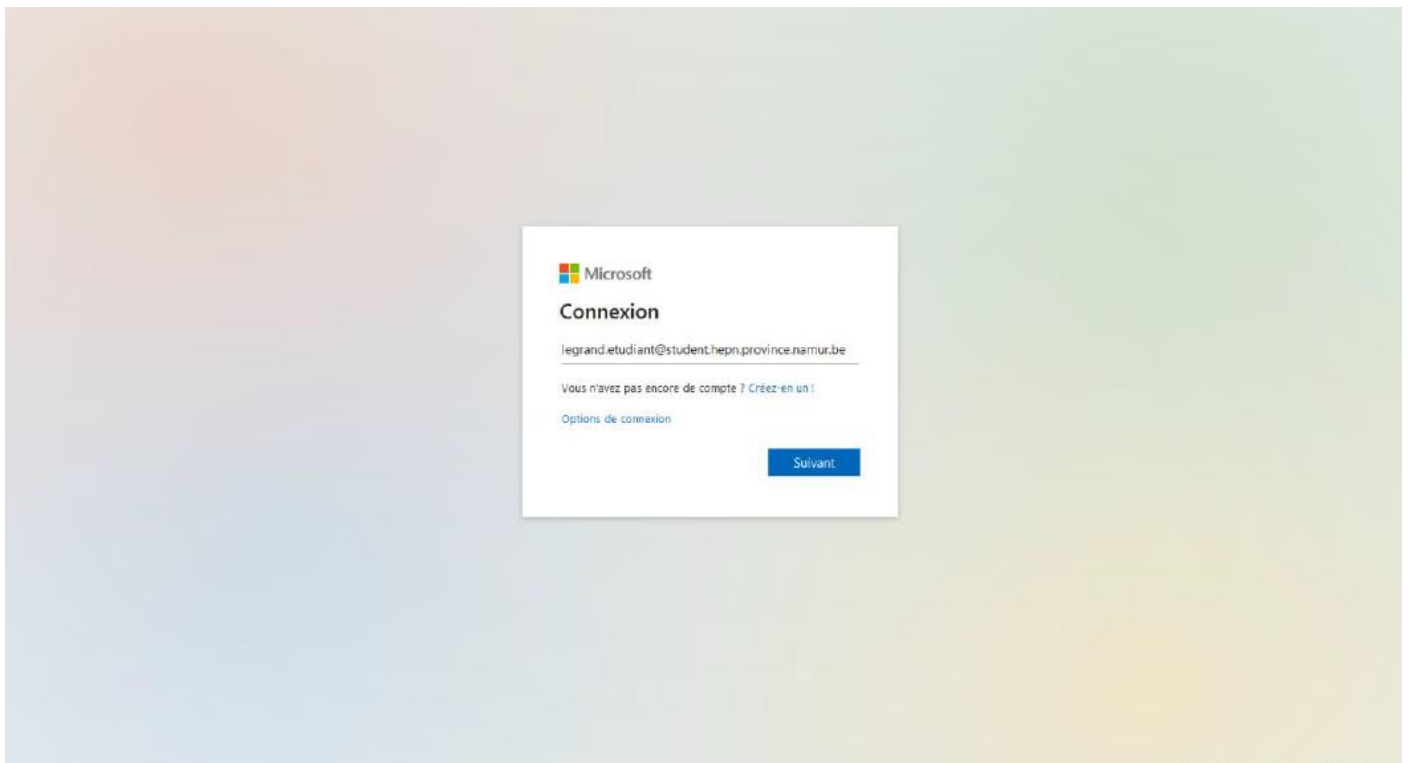 Microsoft
Connexion
legrand.etudiant@student.hepn.province.namur.be
Vous n'avez pas encore de compte ? Créez-en un !
Options de connexion
Suivant